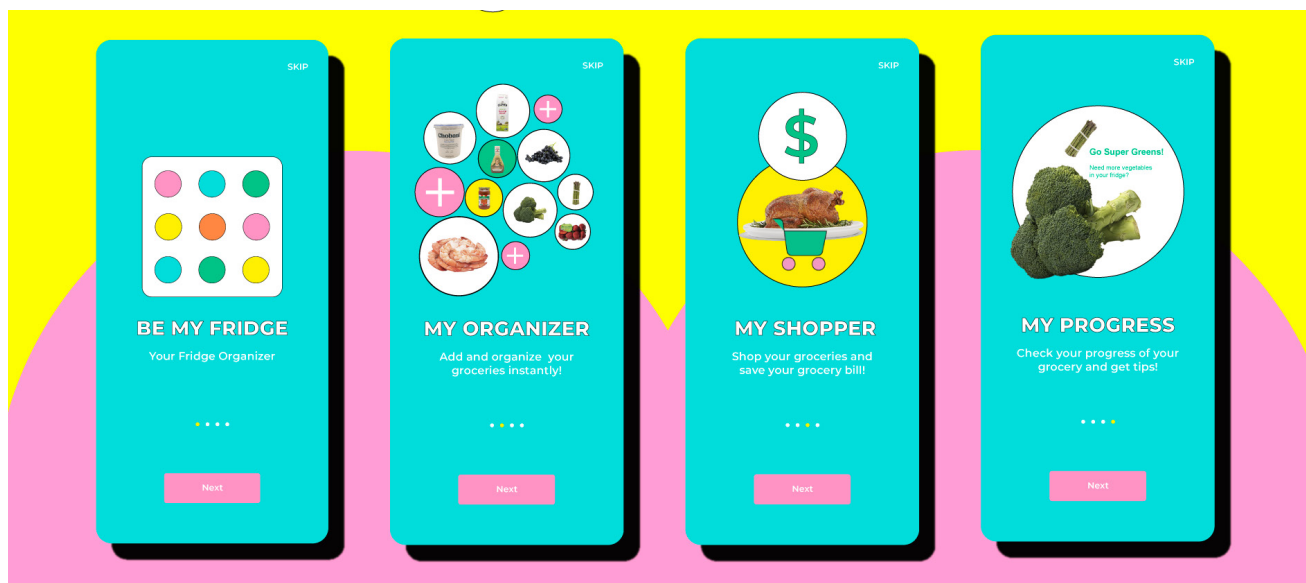 SKIP
BE MY FRIDGE
Your Fridge Organizer
Next
SKIP
Chobani
MY ORGANIZER
Add and organize your
groceries instantly!
Next
SKIP
$
MY SHOPPER
Shop your groceries and
save your grocery bill!
Next
SKIP
Go Super Greens!
Need more vegetables
in your fridge?
MY PROGRESS
Check your progress of your
grocery and get tips!
Next